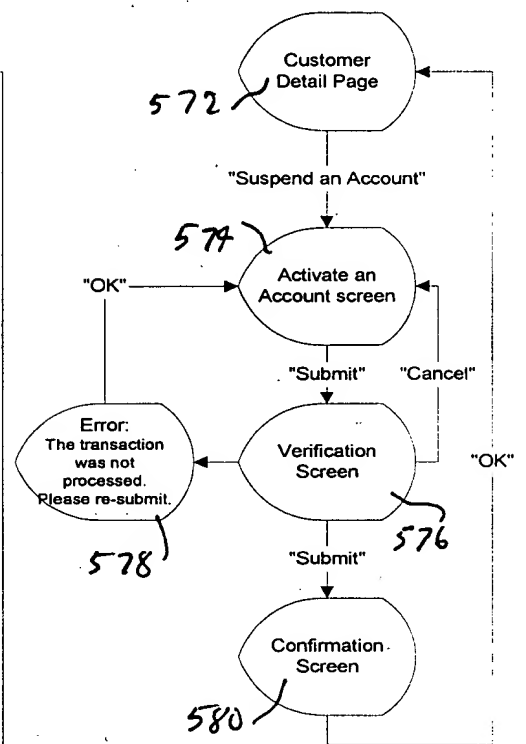 Customer
Detail Page
572
"Suspend an Account"
574
Activate an
Account screen
"OK"
"Submit"
"Cancel"
Error:
The transaction
was not
processed.
Please re-submit.
578
Verification
Screen
576
"OK"
"Submit"
Confirmation
Screen
580